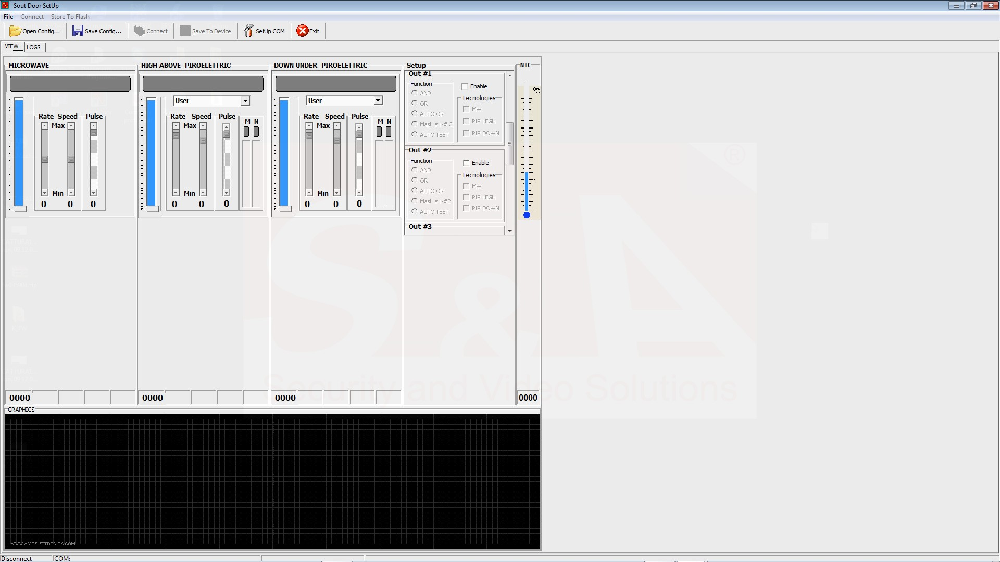 Sout Door SetUp
File Connect Store To Flash
Open Config... Save Config... Connect Save To Device SetUp COM Exit
VIEW LOGS
MICROWAVE
Rate Speed Pulse
Max
Min
0 0 0
0000
HIGH ABOVE PIROELETTRIC
User
Rate Speed Pulse
Max
M N
Min
0 0 0
0000
DOWN UNDER PIROELETTRIC
User
Rate Speed Pulse
Max
M N
Min
0 0 0
0000
Setup
Out #1
Function
AND
OR
AUTO OR
Mask #1-# 2
AUTO TEST
Enable
Tecnologies
MW
PIR HIGH
PIR DOWN
Out #2
Function
AND
OR
AUTO OR
Mask #1-#2
AUTO TEST
Enable
Tecnologies
MW
PIR HIGH
PIR DOWN
Out #3
NTC
°C
0000
S&A ®
Security and Video Solutions
GRAPHICS
WWW.AMCELETTRONICA.COM
Disconnect COM: